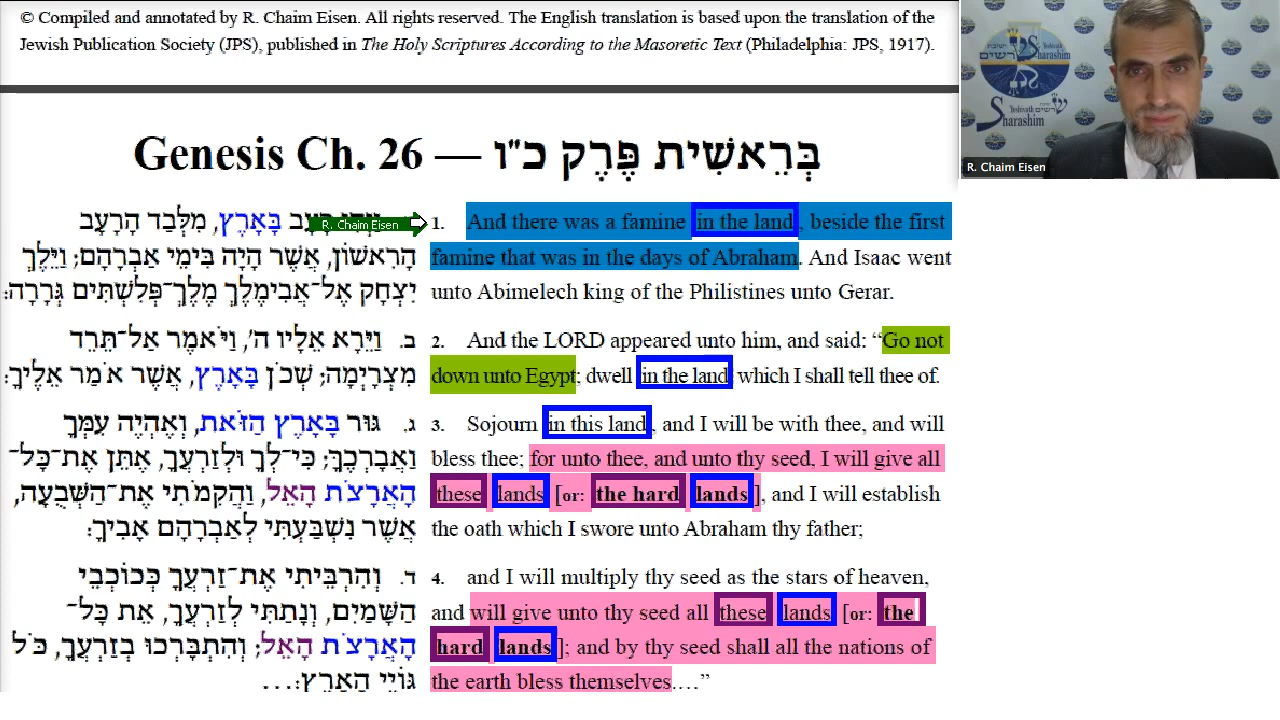 © Compiled and annotated by R. Chaim Eisen. All rights reserved. The English translation is based upon the translation of the
Jewish Publication Society (JPS), published in The Holy Scriptures According to the Masoretic Text (Philadelphia: JPS, 1917).
Genesis Ch. 26 — בְּרֵאשִׁית פֶּרֶק כ"ו
בָּאָרֶץ, מִלְּבַד הָרָעָב
הָרִאשׁוֹן, אֲשֶׁר הָיָה בִּימֵי אַבְרָהָם; וַיֵּלֶךְ
יִצְחָק אֶל־אֲבִימֶלֶךְ מֶלֶךְ־פְּלִשְׁתִּים גְּרָרָה:
ב. וַיֵּרָא אֵלָיו ה', וַיֹּאמֶר אַל־תֵּרֵד
מִצְרָיְמָה; שְׁכֹן בָּאָרֶץ, אֲשֶׁר אֹמַר אֵלֶיךָ:
ג. גּוּר בָּאָרֶץ הַזֹּאת, וְאֶהְיֶה עִמְּךָ
וַאֲבָרְכֶךָּ; כִּי־לְךָ וּלְזַרְעֲךָ, אֶתֵּן אֶת־כָּל־
הָאֲרָצֹת הָאֵל, וַהֲקִמֹתִי אֶת־הַשְּׁבֻעָה,
אֲשֶׁר נִשְׁבַּעְתִּי לְאַבְרָהָם אָבִיךָ:
ד. וְהִרְבֵּיתִי אֶת־זַרְעֲךָ כְּכוֹכְבֵי
הַשָּׁמַיִם, וְנָתַתִּי לְזַרְעֲךָ, אֵת כָּל־
הָאֲרָצֹת הָאֵל; וְהִתְבָּרְכוּ בְזַרְעֲךָ, כֹּל
גּוֹיֵי הָאָרֶץ:...
R. Chaim Eisen
1. And there was a famine in the land, beside the first
famine that was in the days of Abraham. And Isaac went
unto Abimelech king of the Philistines unto Gerar.
2. And the LORD appeared unto him, and said: “Go not
down unto Egypt; dwell in the land which I shall tell thee of.
3. Sojourn in this land, and I will be with thee, and will
bless thee; for unto thee, and unto thy seed, I will give all
these lands [or: the hard lands], and I will establish
the oath which I swore unto Abraham thy father;
4. and I will multiply thy seed as the stars of heaven,
and will give unto thy seed all these lands [or: the
hard lands]; and by thy seed shall all the nations of
the earth bless themselves.…”
Yeshivath
Sharashim
Yeshivath שרשים
Sharashim
R. Chaim Eisen